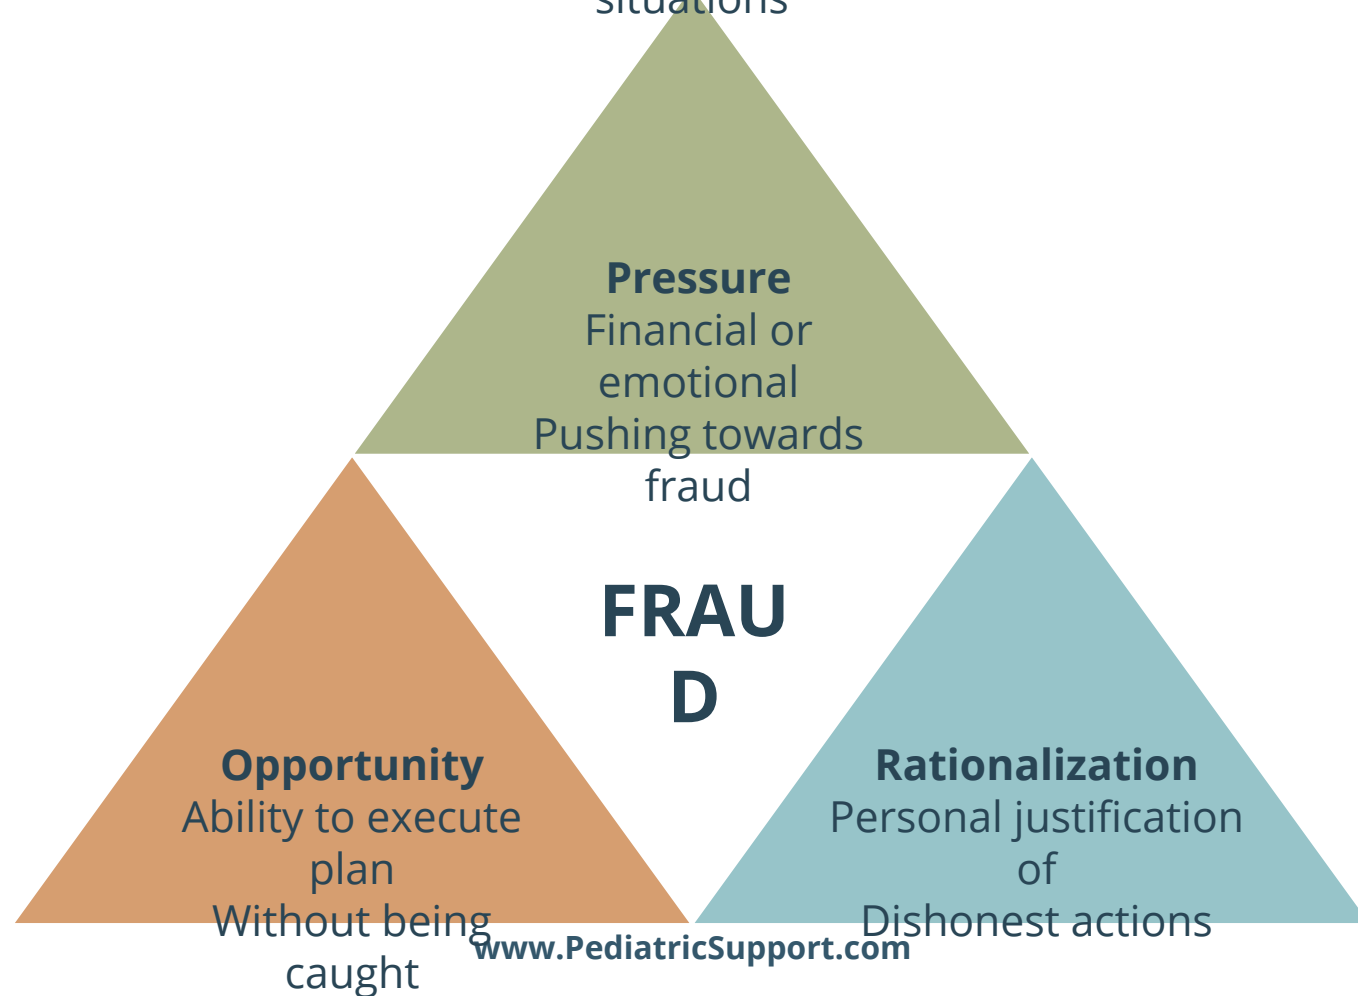 situations
Pressure
Financial or
emotional
Pushing towards
fraud
FRAU
D
Opportunity
Ability to execute
plan
Without being
caught
Rationalization
Personal justification
of
Dishonest actions
www.PediatricSupport.com